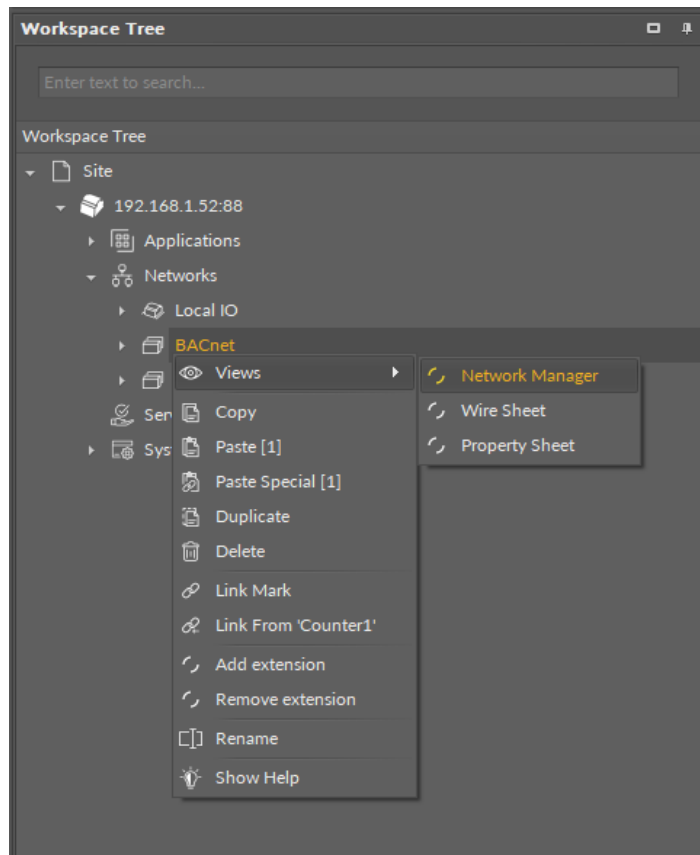 Workspace Tree
Enter text to search...
Workspace Tree
Site
192.168.1.52:88
Applications
Networks
Local IO
BACnet
Views
Network Manager
Wire Sheet
Property Sheet
Ser
Copy
Sys
Paste [1]
Paste Special [1]
Duplicate
Delete
Link Mark
Link From 'Counter1'
Add extension
Remove extension
Rename
Show Help